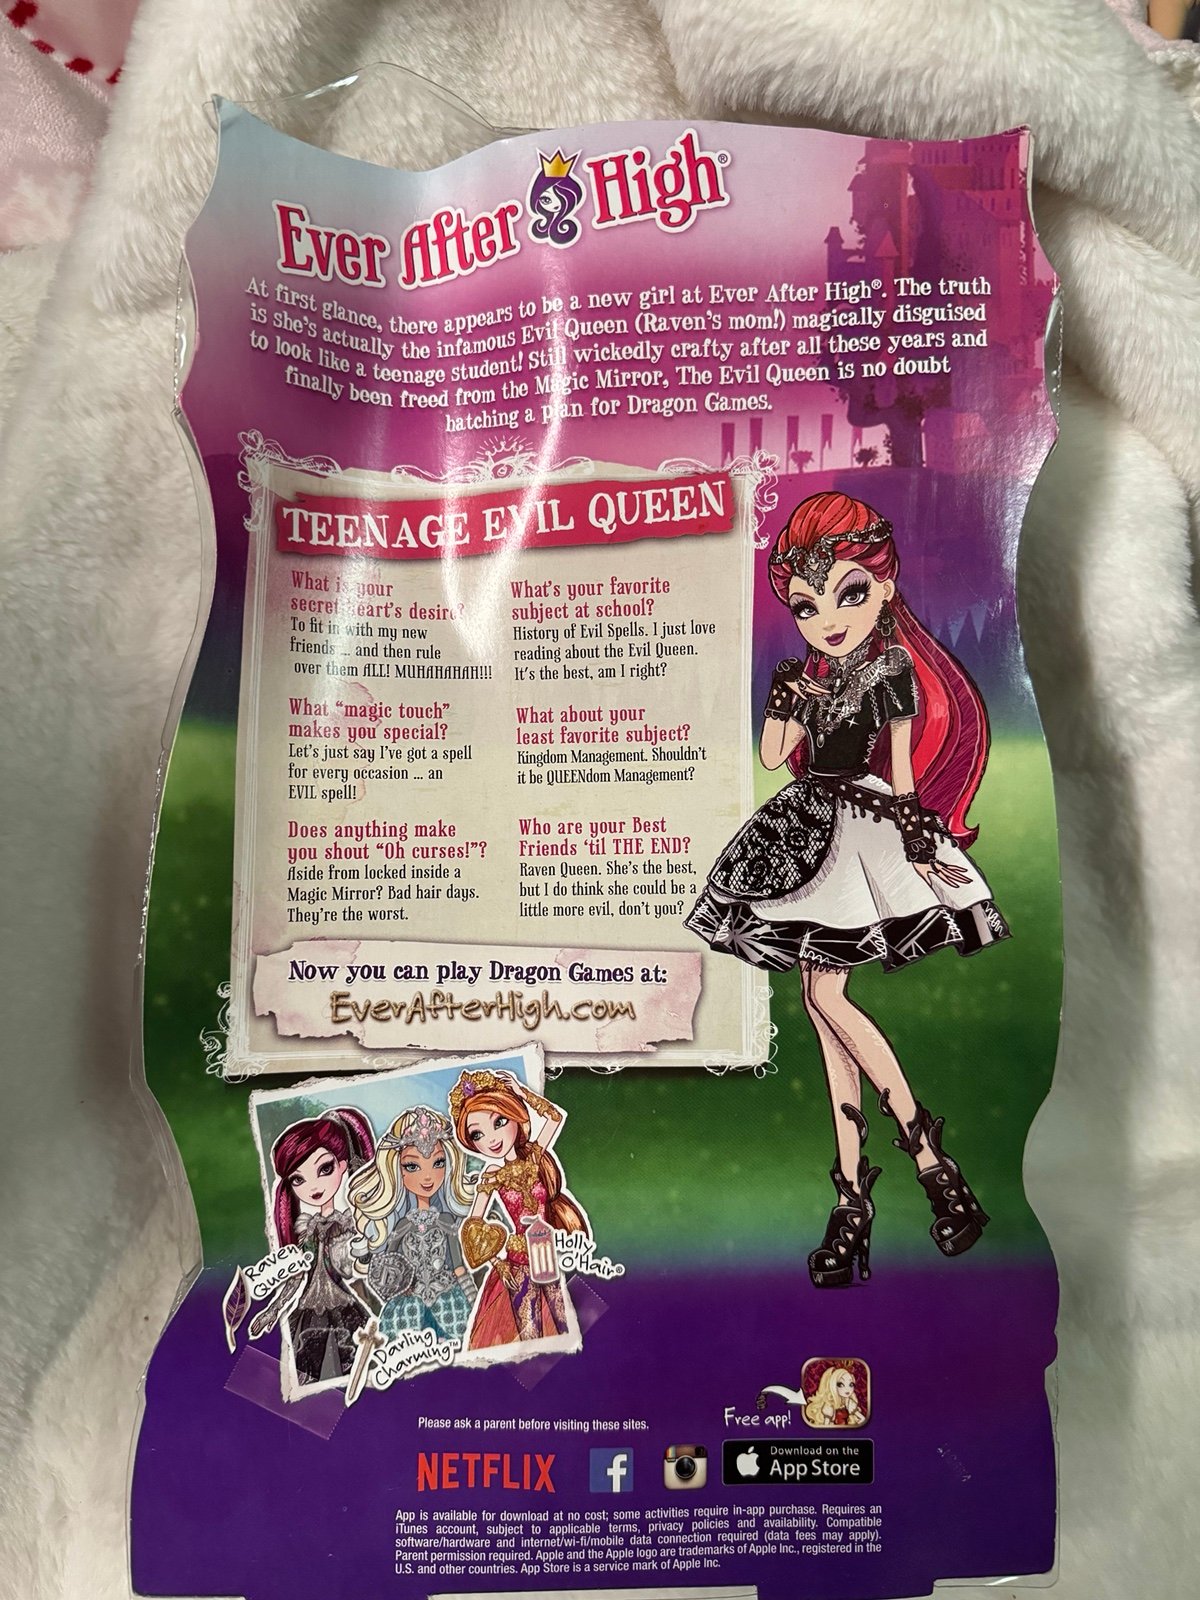 Ever After High®
At first glance, there appears to be a new girl at Ever After High®. The truth
is she's actually the infamous Evil Queen (Raven's mom!) magically disguised
to look like a teenage student! Still wickedly crafty after all these years and
finally been freed from the Magic Mirror, The Evil Queen is no doubt
hatching a plan for Dragon Games.
TEENAGE EVIL QUEEN
What is your
secret heart's desire?
To fit in with my new
friends ... and then rule
over them ALL! MUHAHAHAH!!!
What "magic touch"
makes you special?
Let's just say I've got a spell
for every occasion ... an
EVIL spell!
Does anything make
you shout "Oh curses!"?
Aside from locked inside a
Magic Mirror? Bad hair days.
They're the worst.
What's your favorite
subject at school?
History of Evil Spells. I just love
reading about the Evil Queen.
It's the best, am I right?
What about your
least favorite subject?
Kingdom Management. Shouldn't
it be QUEENdom Management?
Who are your Best
Friends 'til THE END?
Raven Queen. She's the best,
but I do think she could be a
little more evil, don't you?
Now you can play Dragon Games at:
EverAfterHigh.com
Raven
Queen®
Darling
Charming™
Holly
O'Hair®
Please ask a parent before visiting these sites.
Free app!
NETFLIX
f
Download on the
App Store
App is available for download at no cost; some activities require in-app purchase. Requires an
iTunes account, subject to applicable terms, privacy policies and availability. Compatible
software/hardware and internet/wi-fi/mobile data connection required (data fees may apply).
Parent permission required. Apple and the Apple logo are trademarks of Apple Inc., registered in the
U.S. and other countries. App Store is a service mark of Apple Inc.